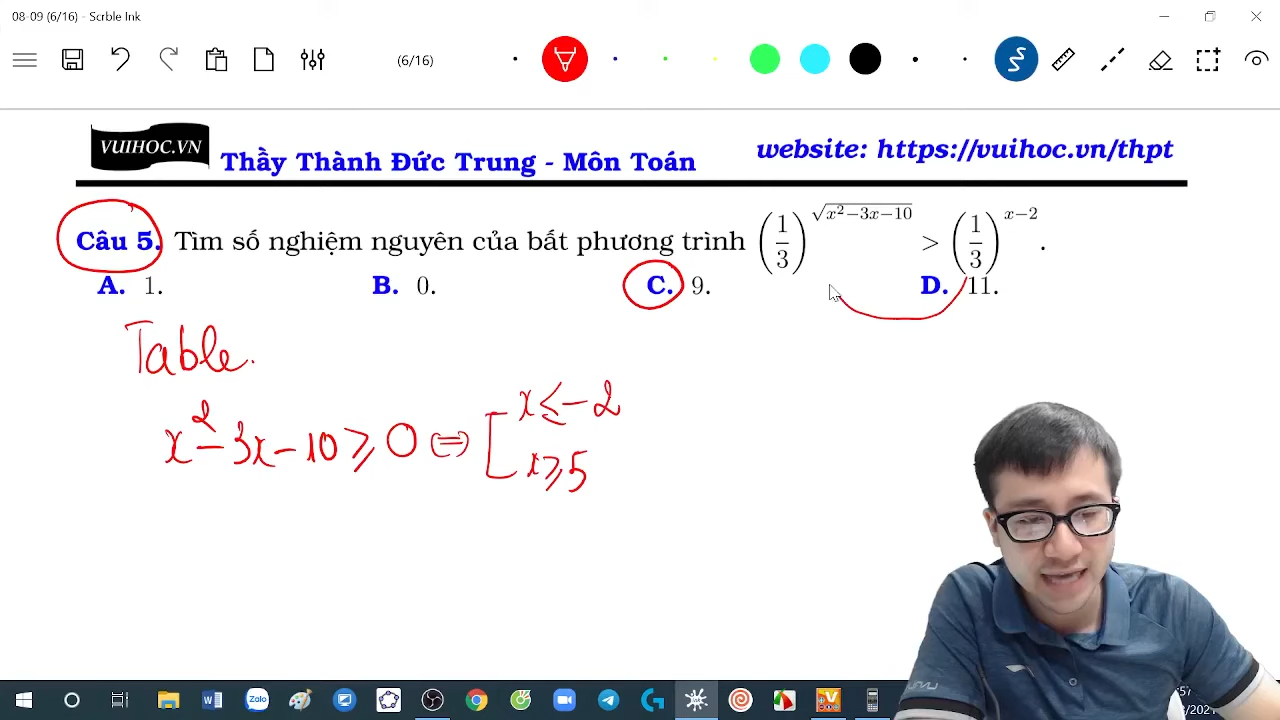 08-09 (6/16) - Scrble Ink
(6/16)
VUIHOC.VN
Thầy Thành Đức Trung - Môn Toán
website: https://vuihoc.vn/thpt
Câu 5. Tìm số nghiệm nguyên của bất phương trình (1/3)^√(x²−3x−10) > (1/3)^(x−2).
A. 1. B. 0. C. 9. D. 11.
Table.
x²−3x−10 ⩾ 0 ⇔ [ x ≤ −2
x ⩾ 5
Zalo